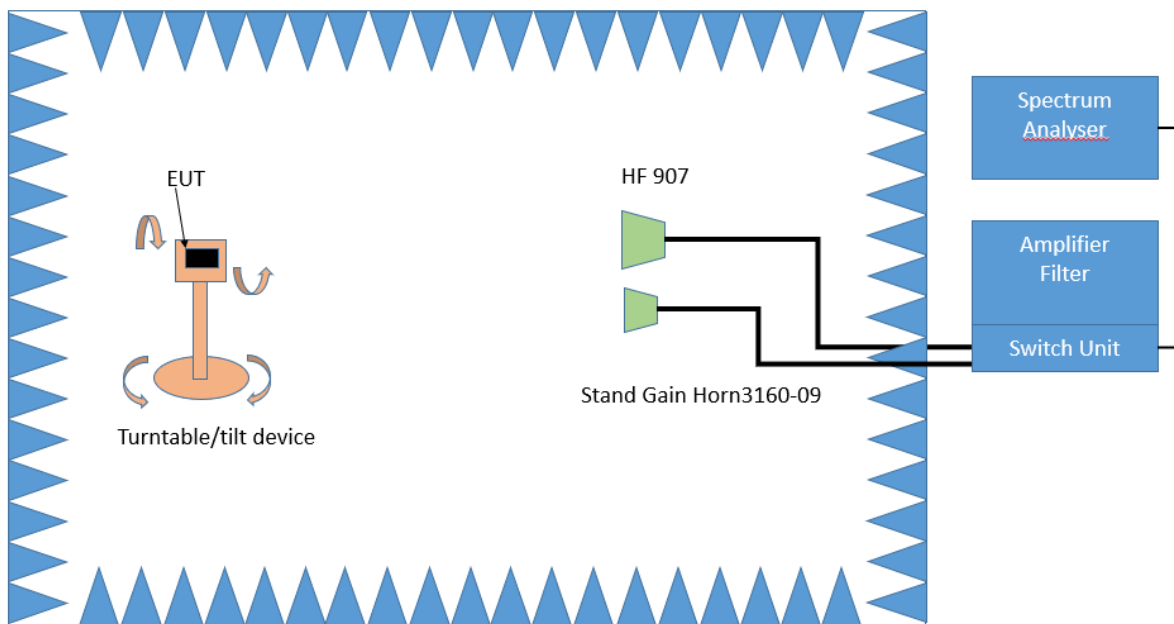 Spectrum
Analyser
EUT
HF 907
Amplifier
Filter
Switch Unit
Stand Gain Horn3160-09
Turntable/tilt device